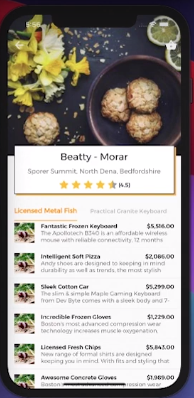 Beatty - Morar
Sporer Summit, North Dena, Bedfordshire
(4.5)
Licensed Metal Fish
Practical Granite Keyboard
Fantastic Frozen Keyboard
$5,516.00
The Apollotech B340 is an affordable wireless
mouse with reliable connectivity, 12 months
Intelligent Soft Pizza
$2,086.00
Andy shoes are designed to keeping in mind
durability as well as trends, the most stylish
Sleek Cotton Car
$5,299.00
The slim & simple Maple Gaming Keyboard
from Dev Byte comes with a sleek body and 7-
Incredible Frozen Gloves
$1,229.00
Boston's most advanced compression wear
technology increases muscle oxygenation,
Licensed Fresh Chips
$5,843.00
New range of formal shirts are designed
keeping you in mind. With fits and styling that
Awesome Concrete Gloves
$1,969.00
Boston's most advanced compression wear